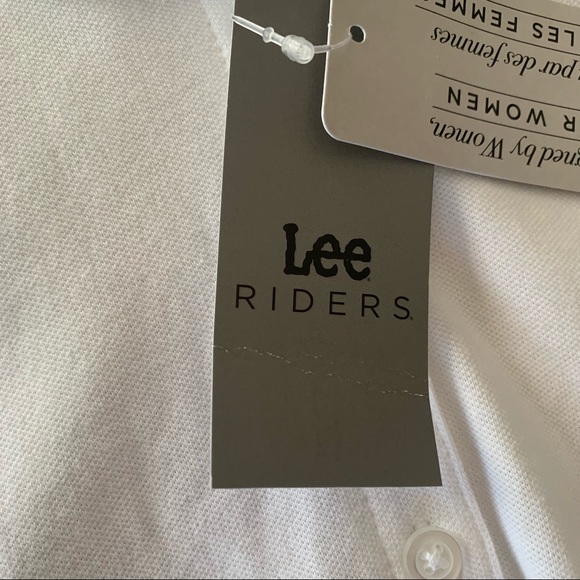 Lee
RIDERS
by Women,
R WOMEN
par des femmes
LES FEMMES